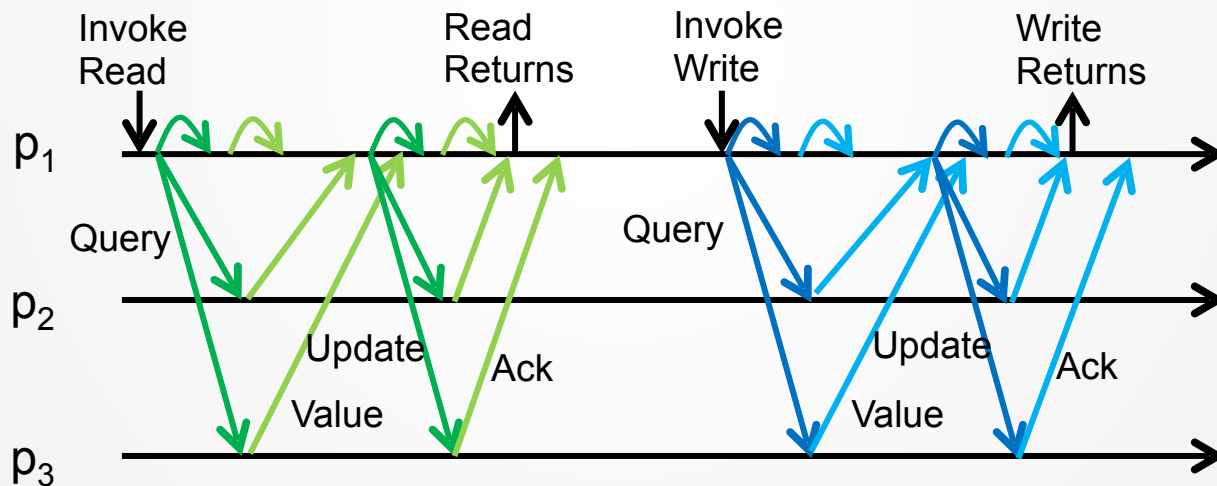 Invoke
Read
Read
Returns
Invoke
Write
Write
Returns
p₁
Query
Query
p₂
Update
Ack
Value
Update
Ack
Value
p₃